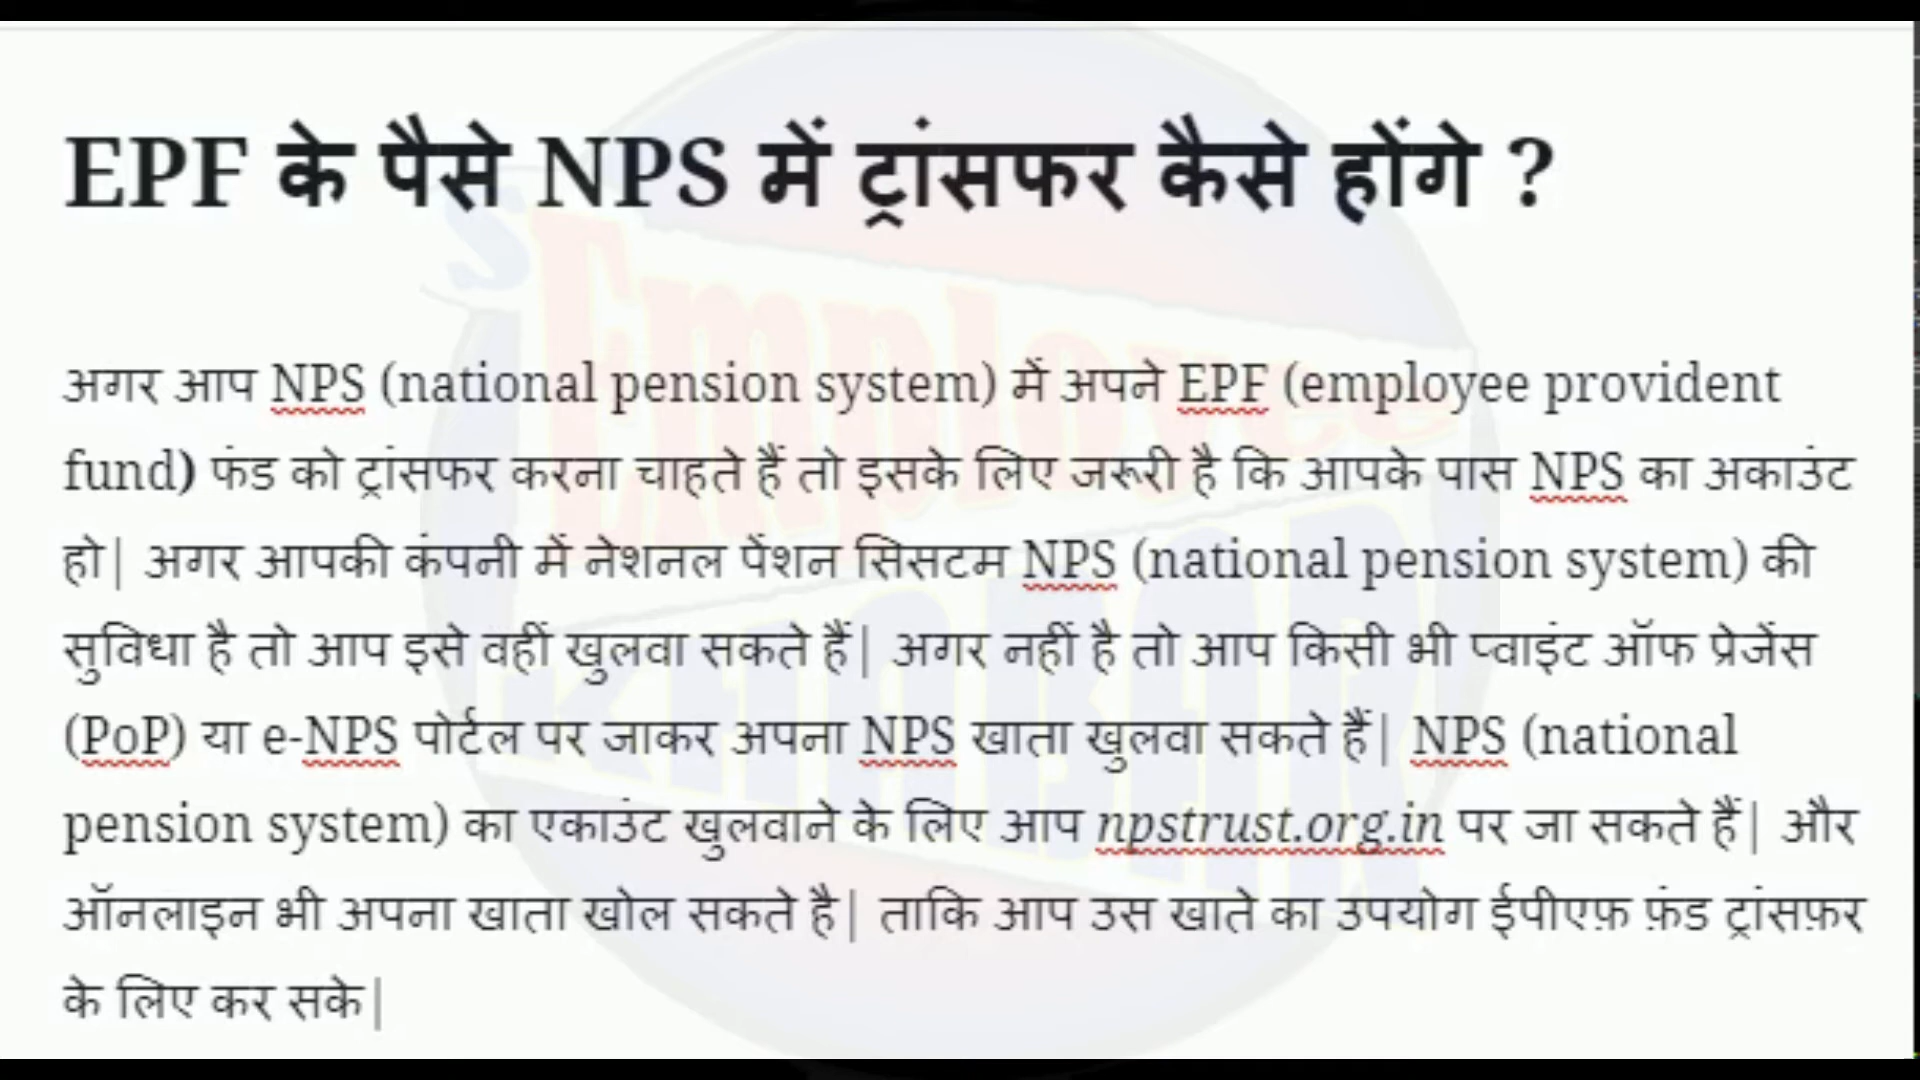 EPF के पैसे NPS में ट्रांसफर कैसे होंगे ?
अगर आप NPS (national pension system) में अपने EPF (employee provident
fund) फंड को ट्रांसफर करना चाहते हैं तो इसके लिए जरूरी है कि आपके पास NPS का अकाउंट
हो| अगर आपकी कंपनी में नेशनल पेंशन सिसटम NPS (national pension system) की
सुविधा है तो आप इसे वहीं खुलवा सकते हैं| अगर नहीं है तो आप किसी भी प्वाइंट ऑफ प्रेजेंस
(PoP) या e-NPS पोर्टल पर जाकर अपना NPS खाता खुलवा सकते हैं| NPS (national
pension system) का एकाउंट खुलवाने के लिए आप npstrust.org.in पर जा सकते हैं| और
ऑनलाइन भी अपना खाता खोल सकते है| ताकि आप उस खाते का उपयोग ईपीएफ़ फ़ंड ट्रांसफ़र
के लिए कर सके|
Employee
KHABAR